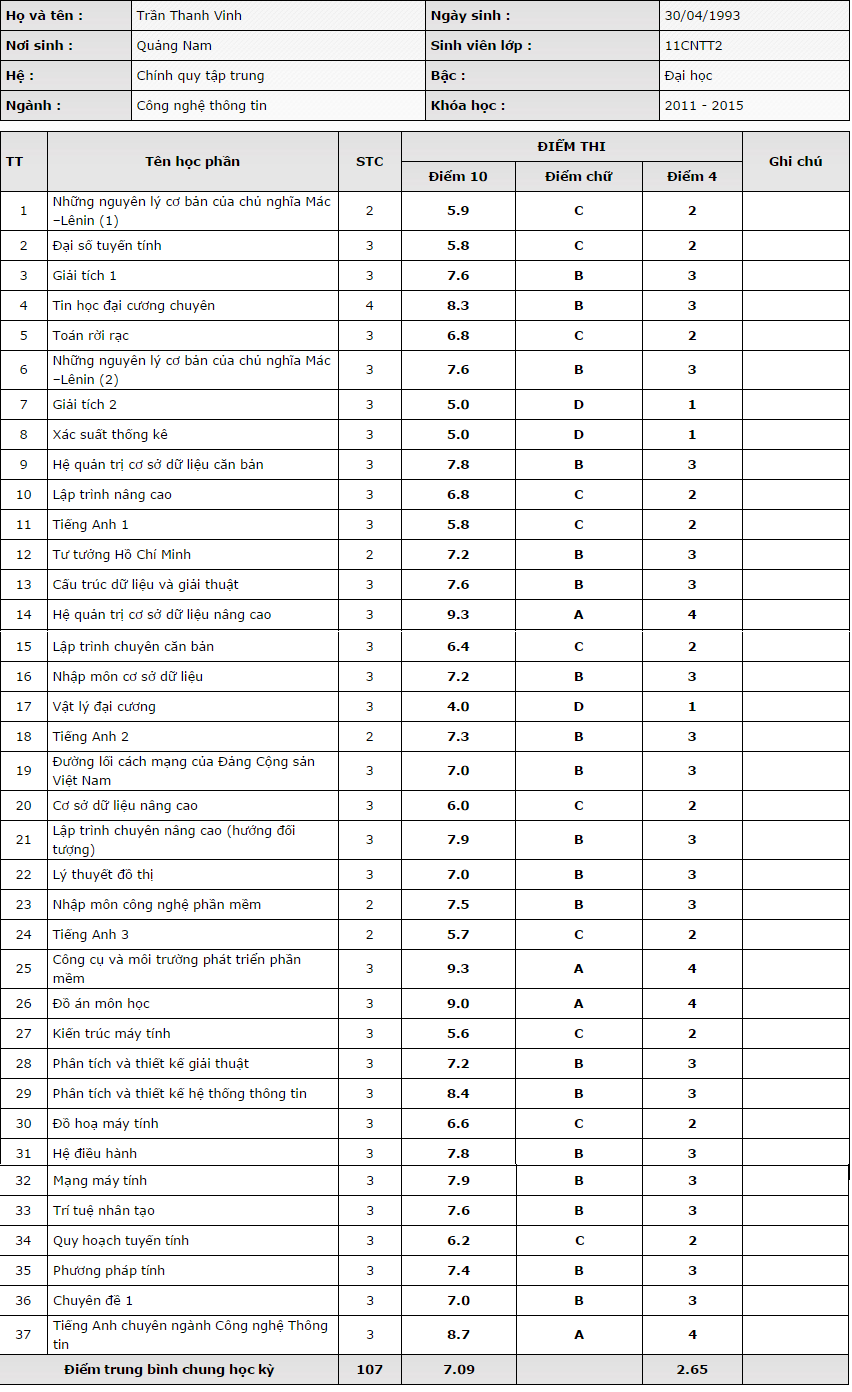 Họ và tên : Trần Thanh Vinh Ngày sinh : 30/04/1993
Nơi sinh : Quảng Nam Sinh viên lớp : 11CNTT2
Hệ : Chính quy tập trung Bậc : Đại học
Ngành : Công nghệ thông tin Khóa học : 2011 - 2015
TT Tên học phần STC ĐIỂM THI Ghi chú
Điểm 10 Điểm chữ Điểm 4
1 Những nguyên lý cơ bản của chủ nghĩa Mác
–Lênin (1) 2 5.9 C 2
2 Đại số tuyến tính 3 5.8 C 2
3 Giải tích 1 3 7.6 B 3
4 Tin học đại cương chuyên 4 8.3 B 3
5 Toán rời rạc 3 6.8 C 2
6 Những nguyên lý cơ bản của chủ nghĩa Mác
–Lênin (2) 3 7.6 B 3
7 Giải tích 2 3 5.0 D 1
8 Xác suất thống kê 3 5.0 D 1
9 Hệ quản trị cơ sở dữ liệu căn bản 3 7.8 B 3
10 Lập trình nâng cao 3 6.8 C 2
11 Tiếng Anh 1 3 5.8 C 2
12 Tư tưởng Hồ Chí Minh 2 7.2 B 3
13 Cấu trúc dữ liệu và giải thuật 3 7.6 B 3
14 Hệ quản trị cơ sở dữ liệu nâng cao 3 9.3 A 4
15 Lập trình chuyên căn bản 3 6.4 C 2
16 Nhập môn cơ sở dữ liệu 3 7.2 B 3
17 Vật lý đại cương 3 4.0 D 1
18 Tiếng Anh 2 2 7.3 B 3
19 Đường lối cách mạng của Đảng Cộng sản
Việt Nam 3 7.0 B 3
20 Cơ sở dữ liệu nâng cao 3 6.0 C 2
21 Lập trình chuyên nâng cao (hướng đối
tượng) 3 7.9 B 3
22 Lý thuyết đồ thị 3 7.0 B 3
23 Nhập môn công nghệ phần mềm 2 7.5 B 3
24 Tiếng Anh 3 2 5.7 C 2
25 Công cụ và môi trường phát triển phần
mềm 3 9.3 A 4
26 Đồ án môn học 3 9.0 A 4
27 Kiến trúc máy tính 3 5.6 C 2
28 Phân tích và thiết kế giải thuật 3 7.2 B 3
29 Phân tích và thiết kế hệ thống thông tin 3 8.4 B 3
30 Đồ hoạ máy tính 3 6.6 C 2
31 Hệ điều hành 3 7.8 B 3
32 Mạng máy tính 3 7.9 B 3
33 Trí tuệ nhân tạo 3 7.6 B 3
34 Quy hoạch tuyến tính 3 6.2 C 2
35 Phương pháp tính 3 7.4 B 3
36 Chuyên đề 1 3 7.0 B 3
37 Tiếng Anh chuyên ngành Công nghệ Thông
tin 3 8.7 A 4
Điểm trung bình chung học kỳ 107 7.09 2.65